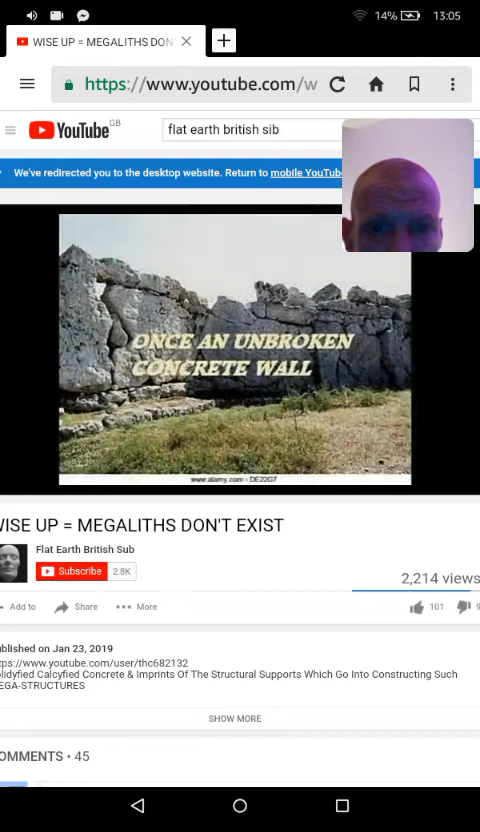 14% 13:05
WISE UP = MEGALITHS DON
https://www.youtube.com/w
YouTube GB
flat earth british sib
We've redirected you to the desktop website. Return to mobile YouTube
ONCE AN UNBROKEN
CONCRETE WALL
www.alamy.com - DE22G7
WISE UP = MEGALITHS DON'T EXIST
Flat Earth British Sub
Subscribe 2.8K
2,214 views
Add to Share More 101 9
ublished on Jan 23, 2019
tps://www.youtube.com/user/thc682132
olidyfied Calcyfied Concrete & Imprints Of The Structural Supports Which Go Into Constructing Such
EGA-STRUCTURES
SHOW MORE
OMMENTS • 45